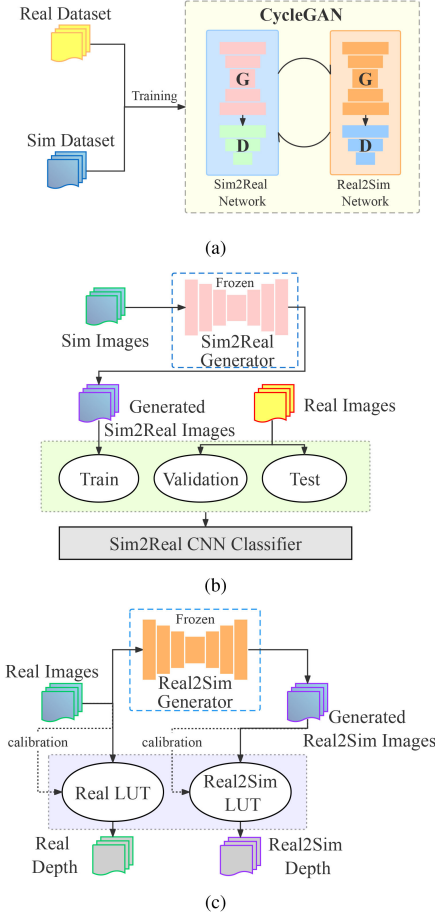 Real Dataset
CycleGAN
G
G
Training
Sim Dataset
D
D
Sim2Real
Network
Real2Sim
Network
(a)
Frozen
Sim Images
Sim2Real
Generator
Generated
Sim2Real Images
Real Images
Train
Validation
Test
Sim2Real CNN Classifier
(b)
Frozen
Real Images
Real2Sim
Generator
Generated
Real2Sim Images
calibration
calibration
Real LUT
Real2Sim
LUT
Real
Depth
Real2Sim
Depth
(c)